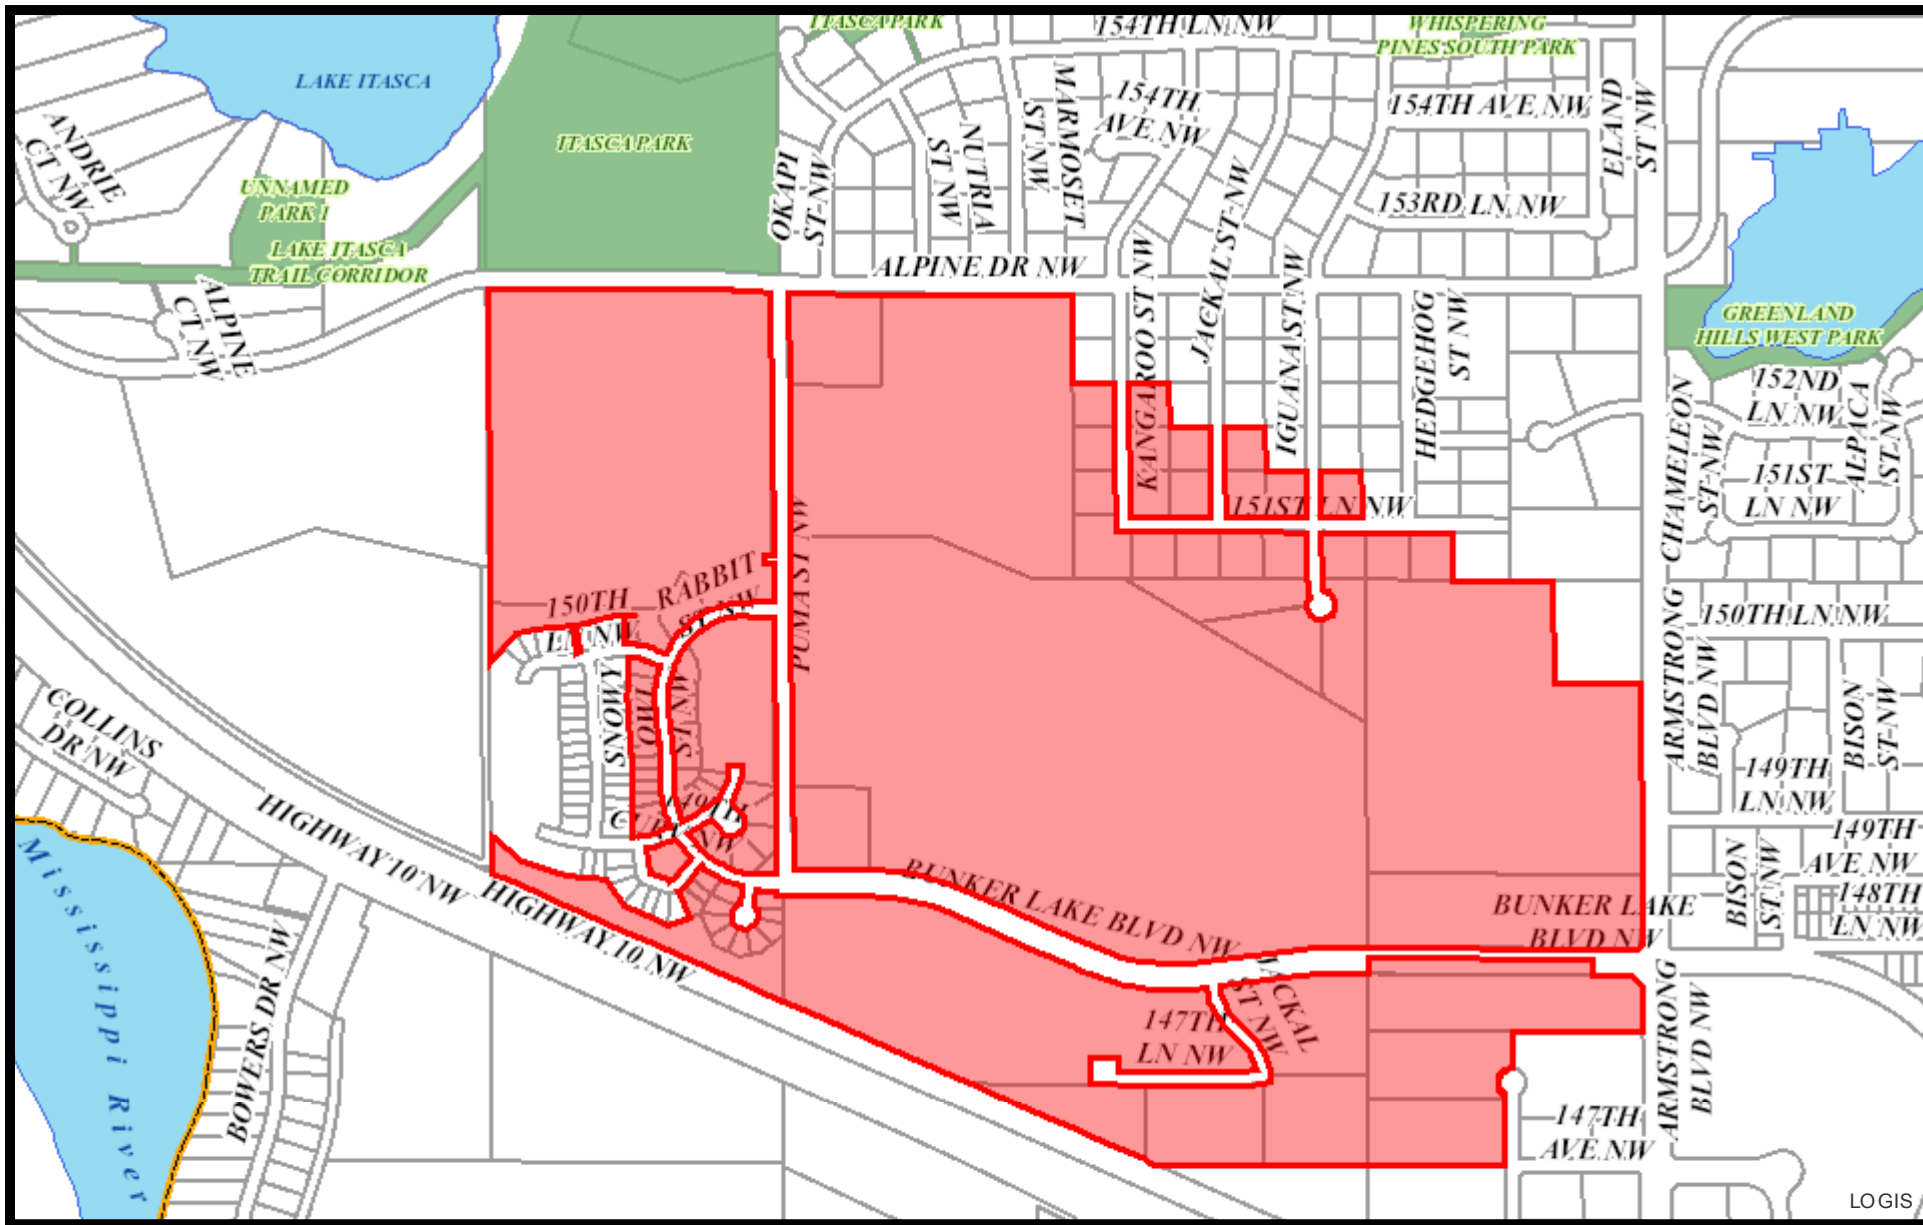 ITASCA PARK
154TH LN NW
WHISPERING
PINES SOUTH PARK
LAKE ITASCA
ITASCA PARK
ANDRIE
CT NW
UNNAMED
PARK 1
LAKE ITASCA
TRAIL CORRIDOR
ALPINE
CT NW
OKAPI
ST NW
NUTRIA
ST NW
MARMOSET
ST NW
154TH
AVE NW
154TH AVE NW
ELAND
ST NW
153RD LN NW
ALPINE DR NW
KANGAROO ST NW
JACKAL ST NW
IGUANA ST NW
HEDGEHOG
ST NW
GREENLAND
HILLS WEST PARK
152ND
LN NW
ALPACA
ST NW
CHAMELEON
ST NW
151ST
LN NW
151ST LN NW
PUMA ST NW
RABBIT
ST NW
150TH
LN NW
150TH LN NW
ARMSTRONG
BLVD NW
BISON
ST NW
149TH
LN NW
149TH
AVE NW
BISON
ST NW
148TH
LN NW
COLLINS
DR NW
HIGHWAY 10 NW
HIGHWAY 10 NW
BOWERS DR NW
Mississippi River
ST NW
149TH
NW
BUNKER LAKE BLVD NW
BUNKER LAKE
BLVD NW
JACKAL
ST NW
147TH
LN NW
ARMSTRONG
BLVD NW
147TH
AVE NW
LOGIS